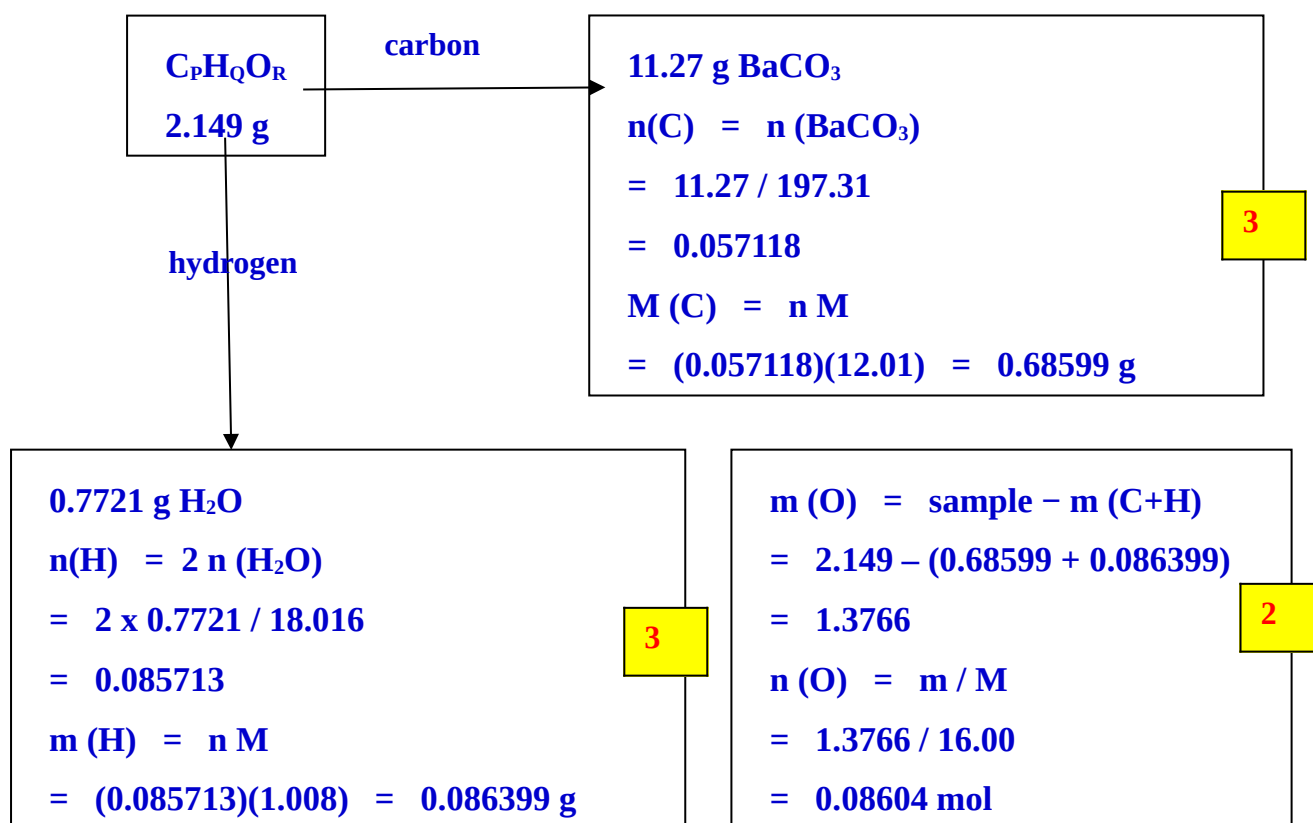 CₚH_QO_R
2.149 g
carbon
hydrogen
11.27 g BaCO₃
n(C) = n (BaCO₃)
= 11.27 / 197.31
= 0.057118
M (C) = n M
= (0.057118)(12.01) = 0.68599 g
3
0.7721 g H₂O
n(H) = 2 n (H₂O)
= 2 x 0.7721 / 18.016
= 0.085713
m (H) = n M
= (0.085713)(1.008) = 0.086399 g
3
m (O) = sample − m (C+H)
= 2.149 – (0.68599 + 0.086399)
= 1.3766
n (O) = m / M
= 1.3766 / 16.00
= 0.08604 mol
2